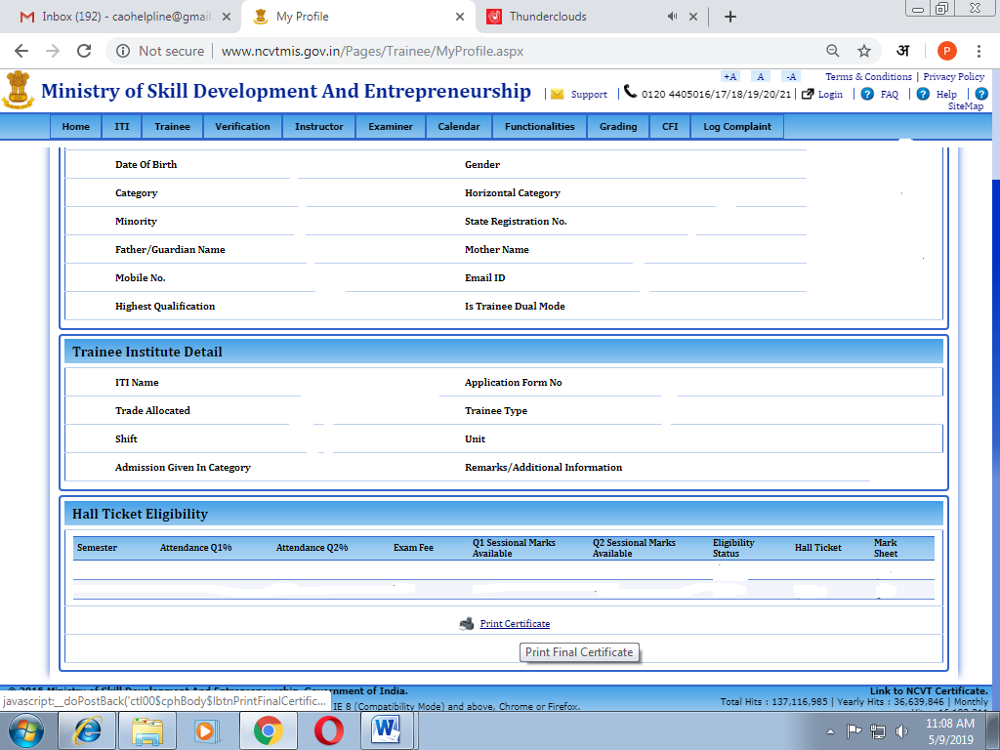 Inbox (192) - caohelpline@gmail.
My Profile
Thunderclouds
Not secure | www.ncvtmis.gov.in/Pages/Trainee/MyProfile.aspx
अ
P
+A A -A Terms & Conditions | Privacy Policy
Ministry of Skill Development And Entrepreneurship | Support | 0120 4405016/17/18/19/20/21 | Login | ? FAQ | ? Help | ?
SiteMap
Home ITI Trainee Verification Instructor Examiner Calendar Functionalities Grading CFI Log Complaint
Date Of Birth Gender
Category Horizontal Category
Minority State Registration No.
Father/Guardian Name Mother Name
Mobile No. Email ID
Highest Qualification Is Trainee Dual Mode
Trainee Institute Detail
ITI Name Application Form No
Trade Allocated Trainee Type
Shift Unit
Admission Given In Category Remarks/Additional Information
Hall Ticket Eligibility
Semester Attendance Q1% Attendance Q2% Exam Fee Q1 Sessional Marks Available Q2 Sessional Marks Available Eligibility Status Hall Ticket Mark Sheet
Print Certificate
Print Final Certificate
Government of India. Link to NCVT Certificate.
javascript:__doPostBack('ctl00$cphBody$lbtnPrintFinalCertific...
IE 8 (Compatibility Mode) and above, Chrome or Firefox. Total Hits : 137,116,985 | Yearly Hits : 36,639,846 | Monthly
11:08 AM
5/9/2019